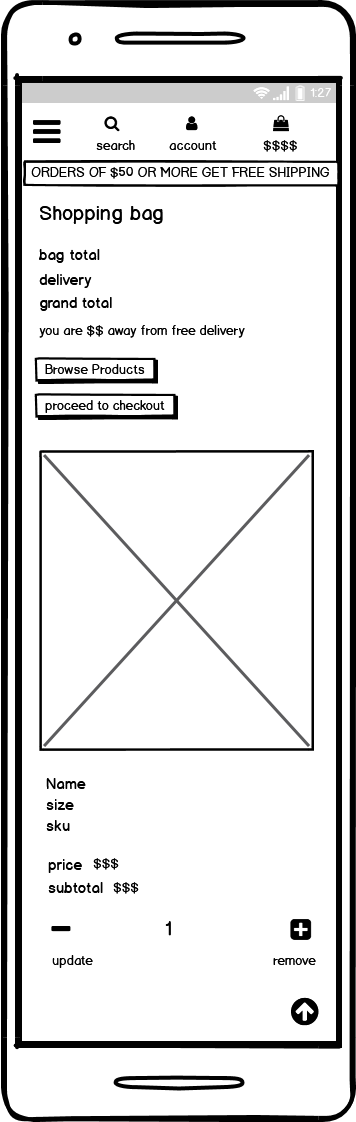 1:27
search account $$$$
ORDERS OF $50 OR MORE GET FREE SHIPPING
Shopping bag
bag total
delivery
grand total
you are $$ away from free delivery
Browse Products
proceed to checkout
Name
size
sku
price $$$
subtotal $$$
1
update remove